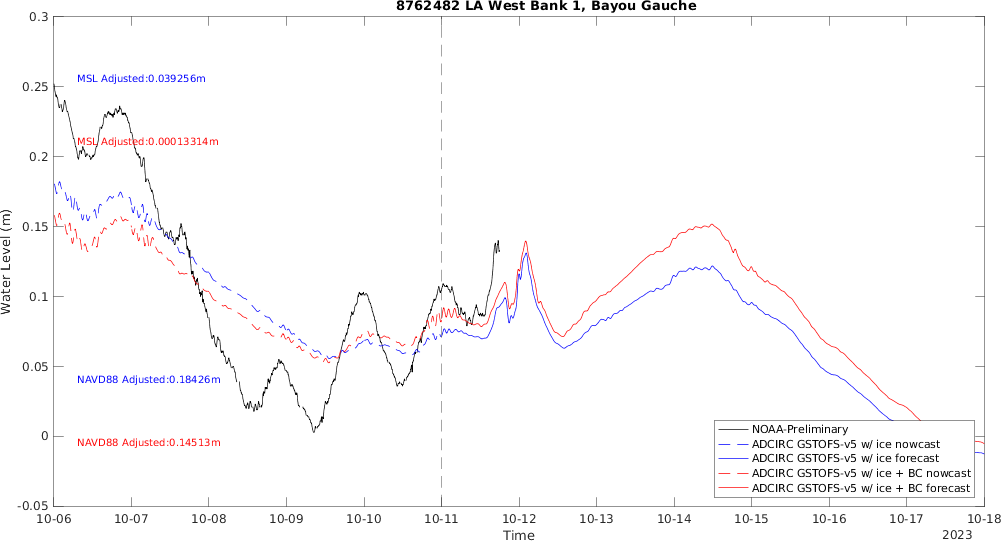 8762482 LA West Bank 1, Bayou Gauche
0.3
0.25
0.2
0.15
0.1
0.05
0
-0.05
Water Level (m)
MSL Adjusted:0.039256m
MSL Adjusted:0.00013314m
NAVD88 Adjusted:0.18426m
NAVD88 Adjusted:0.14513m
NOAA-Preliminary
ADCIRC GSTOFS-v5 w/ ice nowcast
ADCIRC GSTOFS-v5 w/ ice forecast
ADCIRC GSTOFS-v5 w/ ice + BC nowcast
ADCIRC GSTOFS-v5 w/ ice + BC forecast
10-06 10-07 10-08 10-09 10-10 10-11 10-12 10-13 10-14 10-15 10-16 10-17 10-18
Time
2023